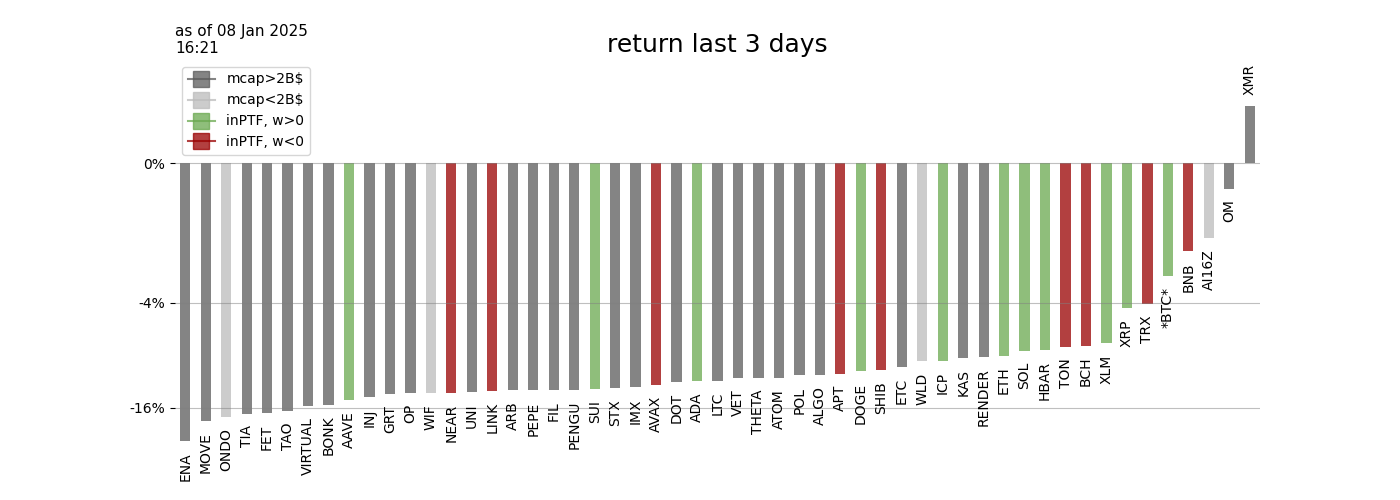 as of 08 Jan 2025
16:21
return last 3 days
mcap>2B$
mcap<2B$
inPTF, w>0
inPTF, w<0
0%
-4%
-16%
ENA
MOVE
ONDO
TIA
FET
TAO
VIRTUAL
BONK
AAVE
INJ
GRT
OP
WIF
NEAR
UNI
LINK
ARB
PEPE
FIL
PENGU
SUI
STX
IMX
AVAX
DOT
ADA
LTC
VET
THETA
ATOM
POL
ALGO
APT
DOGE
SHIB
ETC
WLD
ICP
KAS
RENDER
ETH
SOL
HBAR
TON
BCH
XLM
XRP
TRX
*BTC*
BNB
AI16Z
OM
XMR